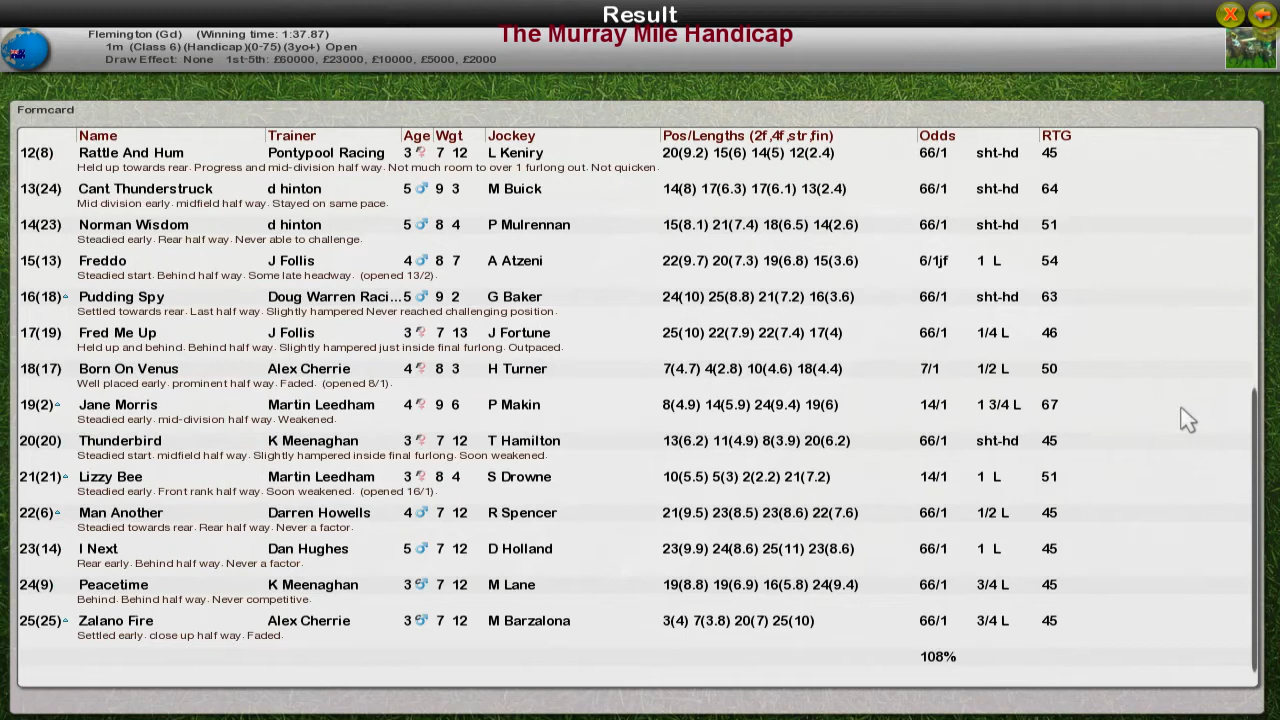 Result
The Murray Mile Handicap
Flemington (Gd) (Winning time: 1:37.87)
1m (Class 6) (Handicap)(0-75) (3yo+) Open
Draw Effect: None 1st-5th: £60000, £23000, £10000, £5000, £2000
Formcard
Name Trainer Age Wgt Jockey Pos/Lengths (2f,4f,str,fin) Odds RTG
12(8) Rattle And Hum Pontypool Racing 3 7 12 L Keniry 20(9.2) 15(6) 14(5) 12(2.4) 66/1 sht-hd 45
Held up towards rear. Progress and mid-division half way. Not much room to over 1 furlong out. Not quicken.
13(24) Cant Thunderstruck d hinton 5 9 3 M Buick 14(8) 17(6.3) 17(6.1) 13(2.4) 66/1 sht-hd 64
Mid division early. midfield half way. Stayed on same pace.
14(23) Norman Wisdom d hinton 5 8 4 P Mulrennan 15(8.1) 21(7.4) 18(6.5) 14(2.6) 66/1 sht-hd 51
Steadied early. Rear half way. Never able to challenge.
15(13) Freddo J Follis 4 8 7 A Atzeni 22(9.7) 20(7.3) 19(6.8) 15(3.6) 6/1jf 1 L 54
Steadied start. Behind half way. Some late headway. (opened 13/2).
16(18) Pudding Spy Doug Warren Raci... 5 9 2 G Baker 24(10) 25(8.8) 21(7.2) 16(3.6) 66/1 sht-hd 63
Settled towards rear. Last half way. Slightly hampered Never reached challenging position.
17(19) Fred Me Up J Follis 3 7 13 J Fortune 25(10) 22(7.9) 22(7.4) 17(4) 66/1 1/4 L 46
Held up and behind. Behind half way. Slightly hampered just inside final furlong. Outpaced.
18(17) Born On Venus Alex Cherrie 4 8 3 H Turner 7(4.7) 4(2.8) 10(4.6) 18(4.4) 7/1 1/2 L 50
Well placed early. prominent half way. Faded. (opened 8/1).
19(2) Jane Morris Martin Leedham 4 9 6 P Makin 8(4.9) 14(5.9) 24(9.4) 19(6) 14/1 1 3/4 L 67
Steadied early. mid-division half way. Weakened.
20(20) Thunderbird K Meenaghan 3 7 12 T Hamilton 13(6.2) 11(4.9) 8(3.9) 20(6.2) 66/1 sht-hd 45
Steadied start. midfield half way. Slightly hampered inside final furlong. Soon weakened.
21(21) Lizzy Bee Martin Leedham 3 8 4 S Drowne 10(5.5) 5(3) 2(2.2) 21(7.2) 14/1 1 L 51
Steadied early. Front rank half way. Soon weakened. (opened 16/1).
22(6) Man Another Darren Howells 4 7 12 R Spencer 21(9.5) 23(8.5) 23(8.6) 22(7.6) 66/1 1/2 L 45
Steadied towards rear. Rear half way. Never a factor.
23(14) I Next Dan Hughes 5 7 12 D Holland 23(9.9) 24(8.6) 25(11) 23(8.6) 66/1 1 L 45
Rear early. Behind half way. Never a factor.
24(9) Peacetime K Meenaghan 3 7 12 M Lane 19(8.8) 19(6.9) 16(5.8) 24(9.4) 66/1 3/4 L 45
Behind. Behind half way. Never competitive.
25(25) Zalano Fire Alex Cherrie 3 7 12 M Barzalona 3(4) 7(3.8) 20(7) 25(10) 66/1 3/4 L 45
Settled early. close up half way. Faded.
108%